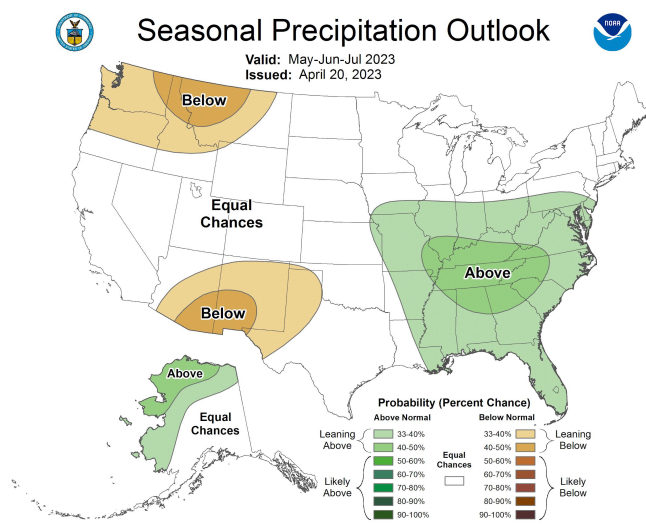 Seasonal Precipitation Outlook
NOAA
Valid: May-Jun-Jul 2023
Issued: April 20, 2023
Below
Equal
Chances
Above
Below
Above
Equal
Chances
Probability (Percent Chance)
Above Normal
Below Normal
Leaning
Above
33-40%
40-50%
Likely
Above
50-60%
60-70%
70-80%
80-90%
90-100%
Equal
Chances
33-40%
40-50%
Leaning
Below
50-60%
60-70%
70-80%
80-90%
90-100%
Likely
Below